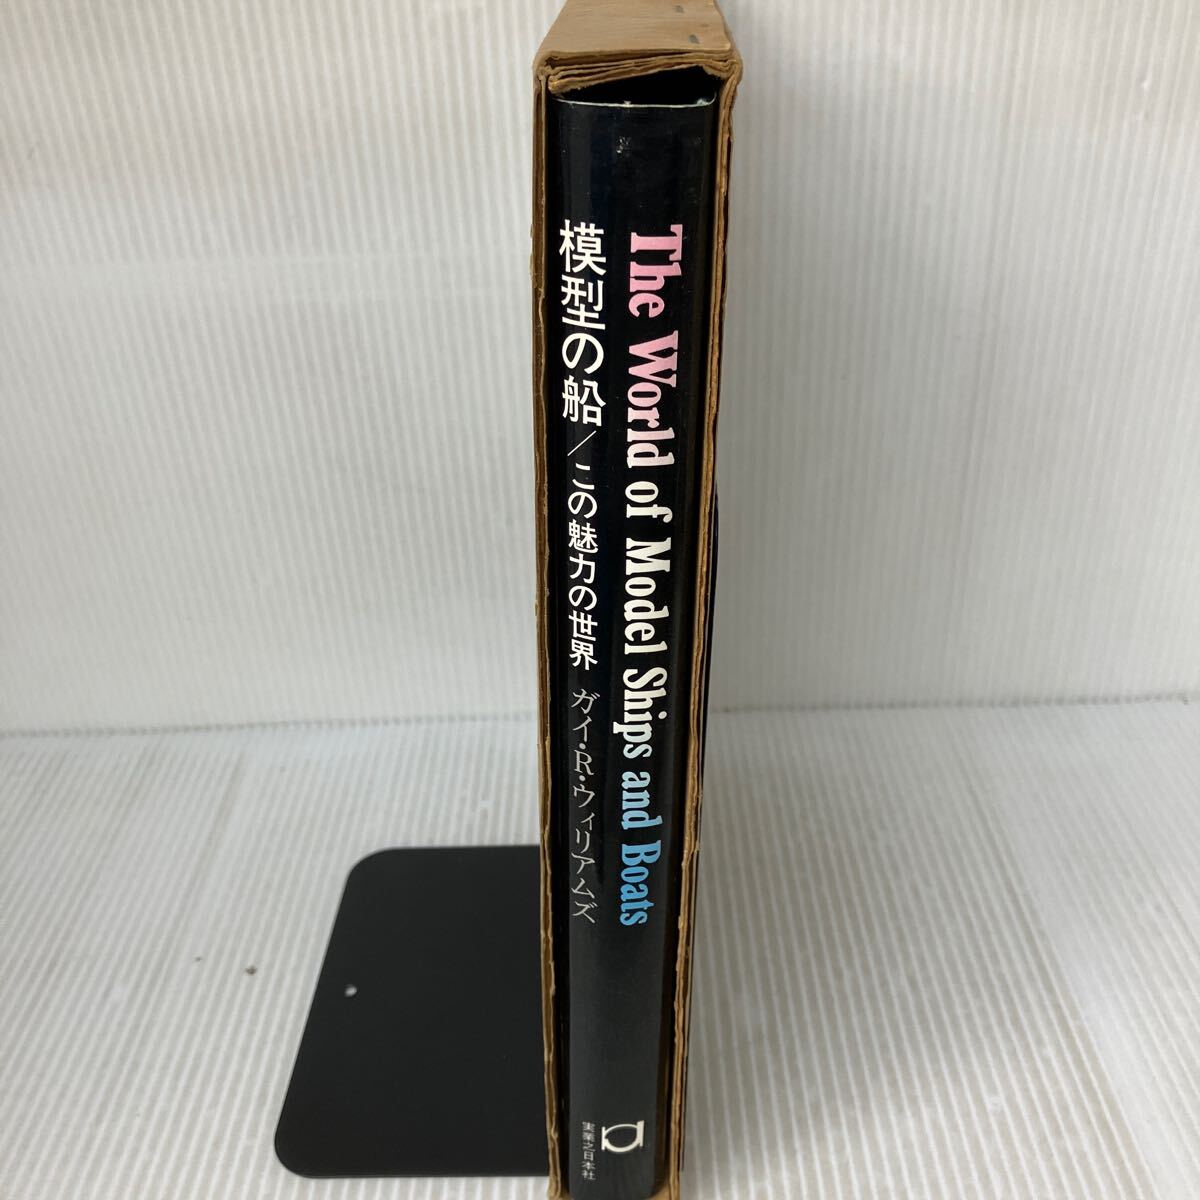 The World of Model Ships and Boats
模型の船／この魅力の世界 ガイ・R・ウィリアムズ
実業之日本社